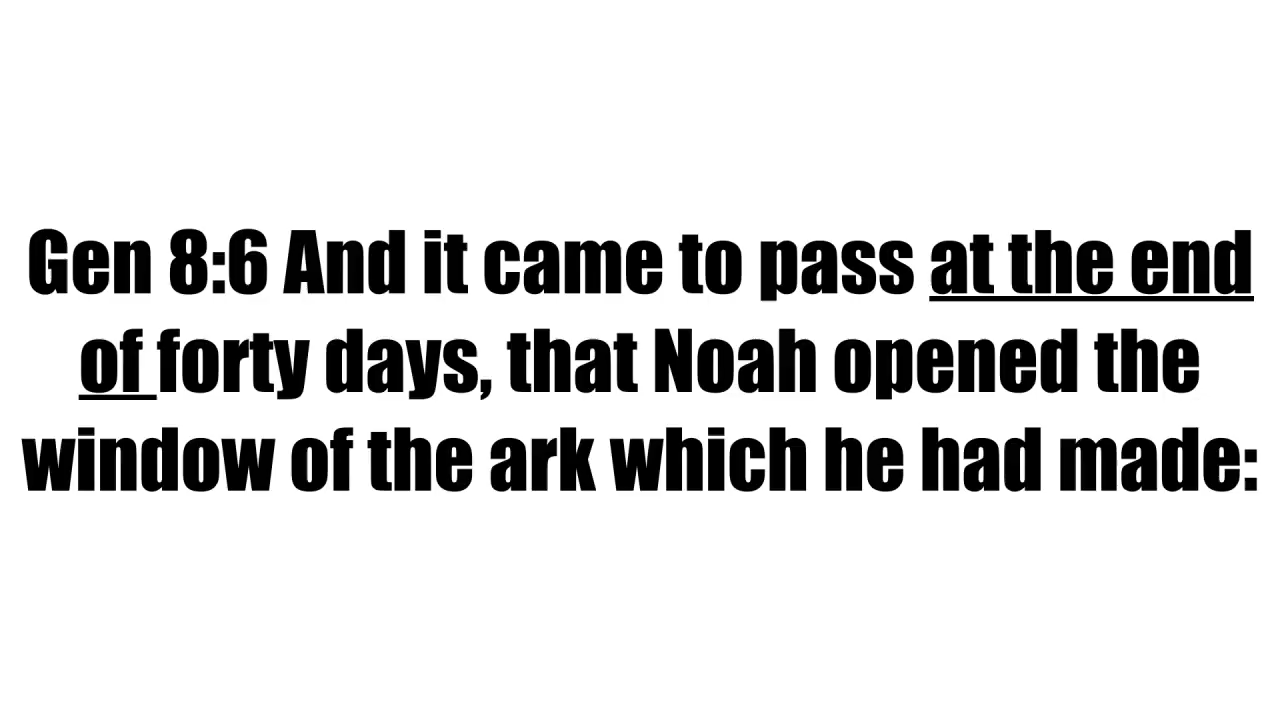 Gen 8:6 And it came to pass at the end
of forty days, that Noah opened the
window of the ark which he had made: